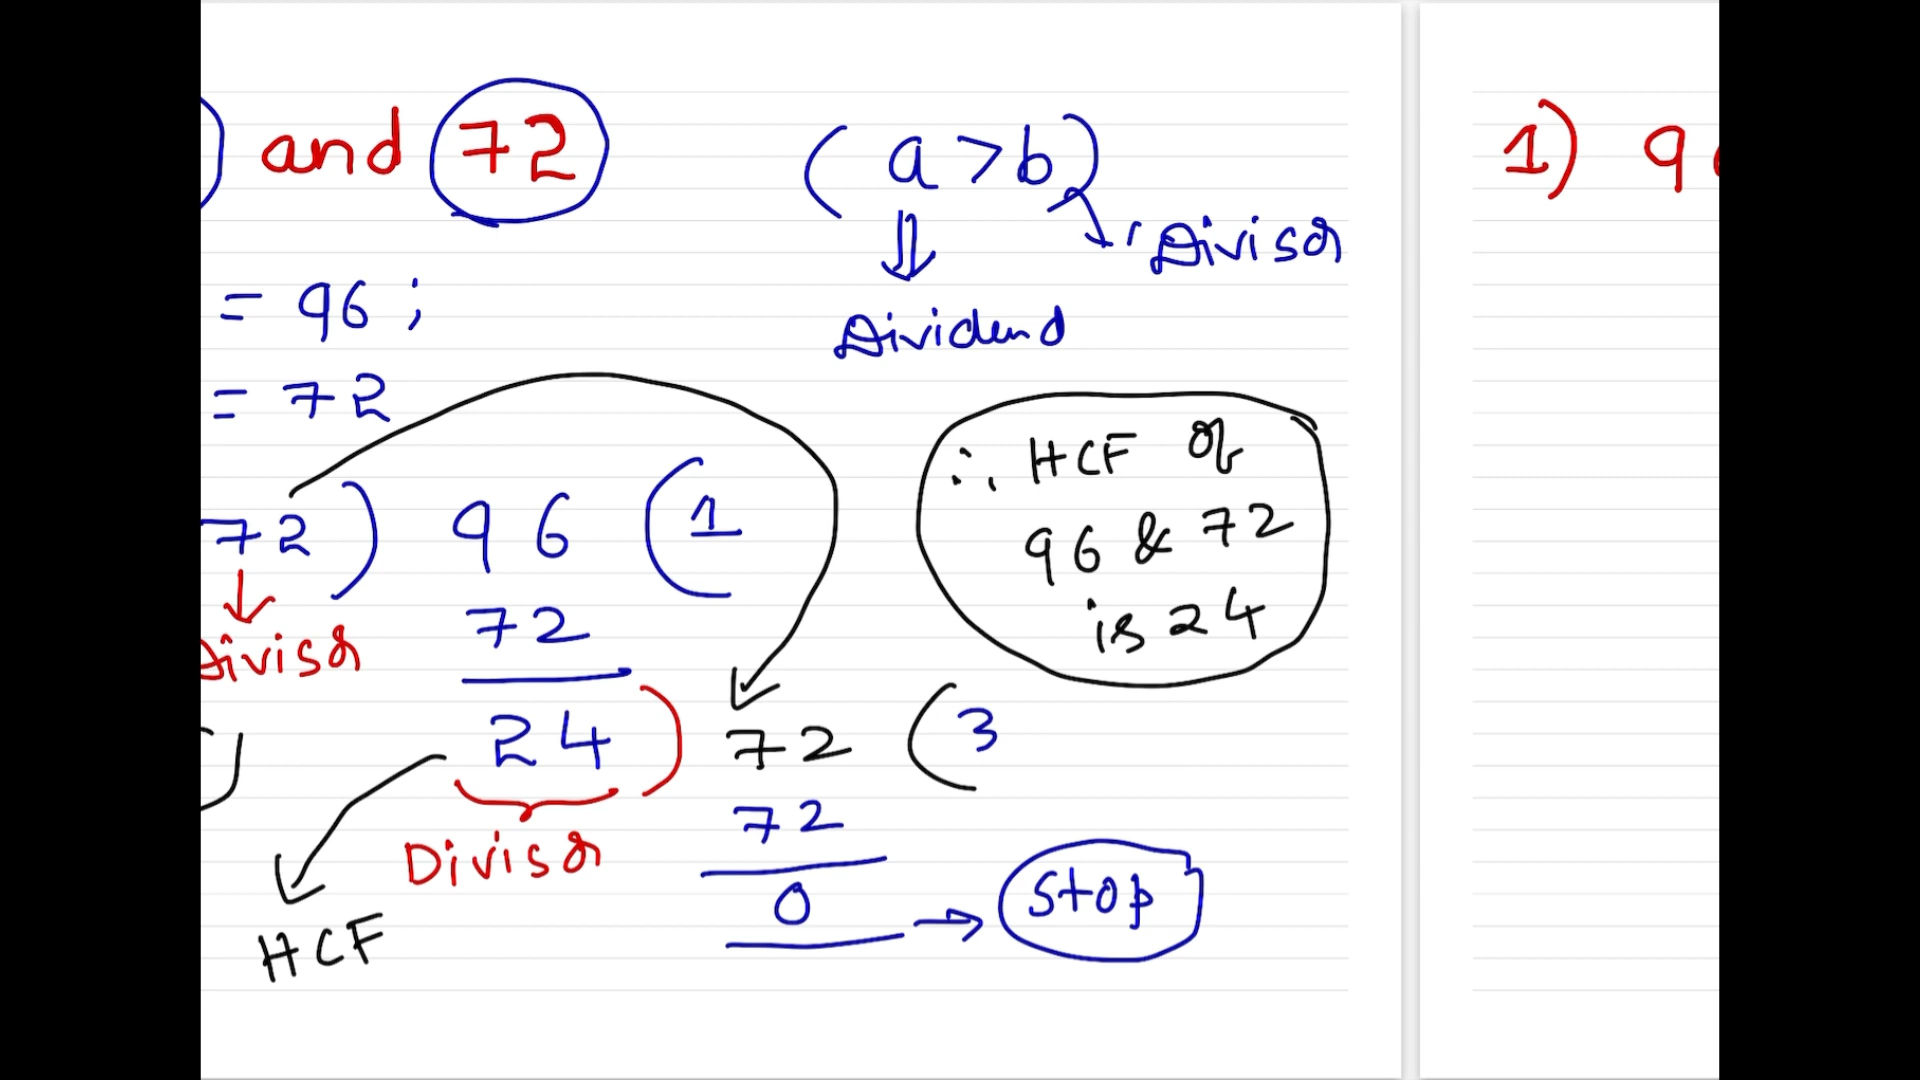 ) and 72 (a > b)
Divisor
= 96 ;
Dividend
= 72
∴ HCF of
96 & 72
is 24
72 ) 96 ( 1
72
Divisor
24 ) 72 ( 3
72
Divisor
0 → Stop
HCF
1) 9